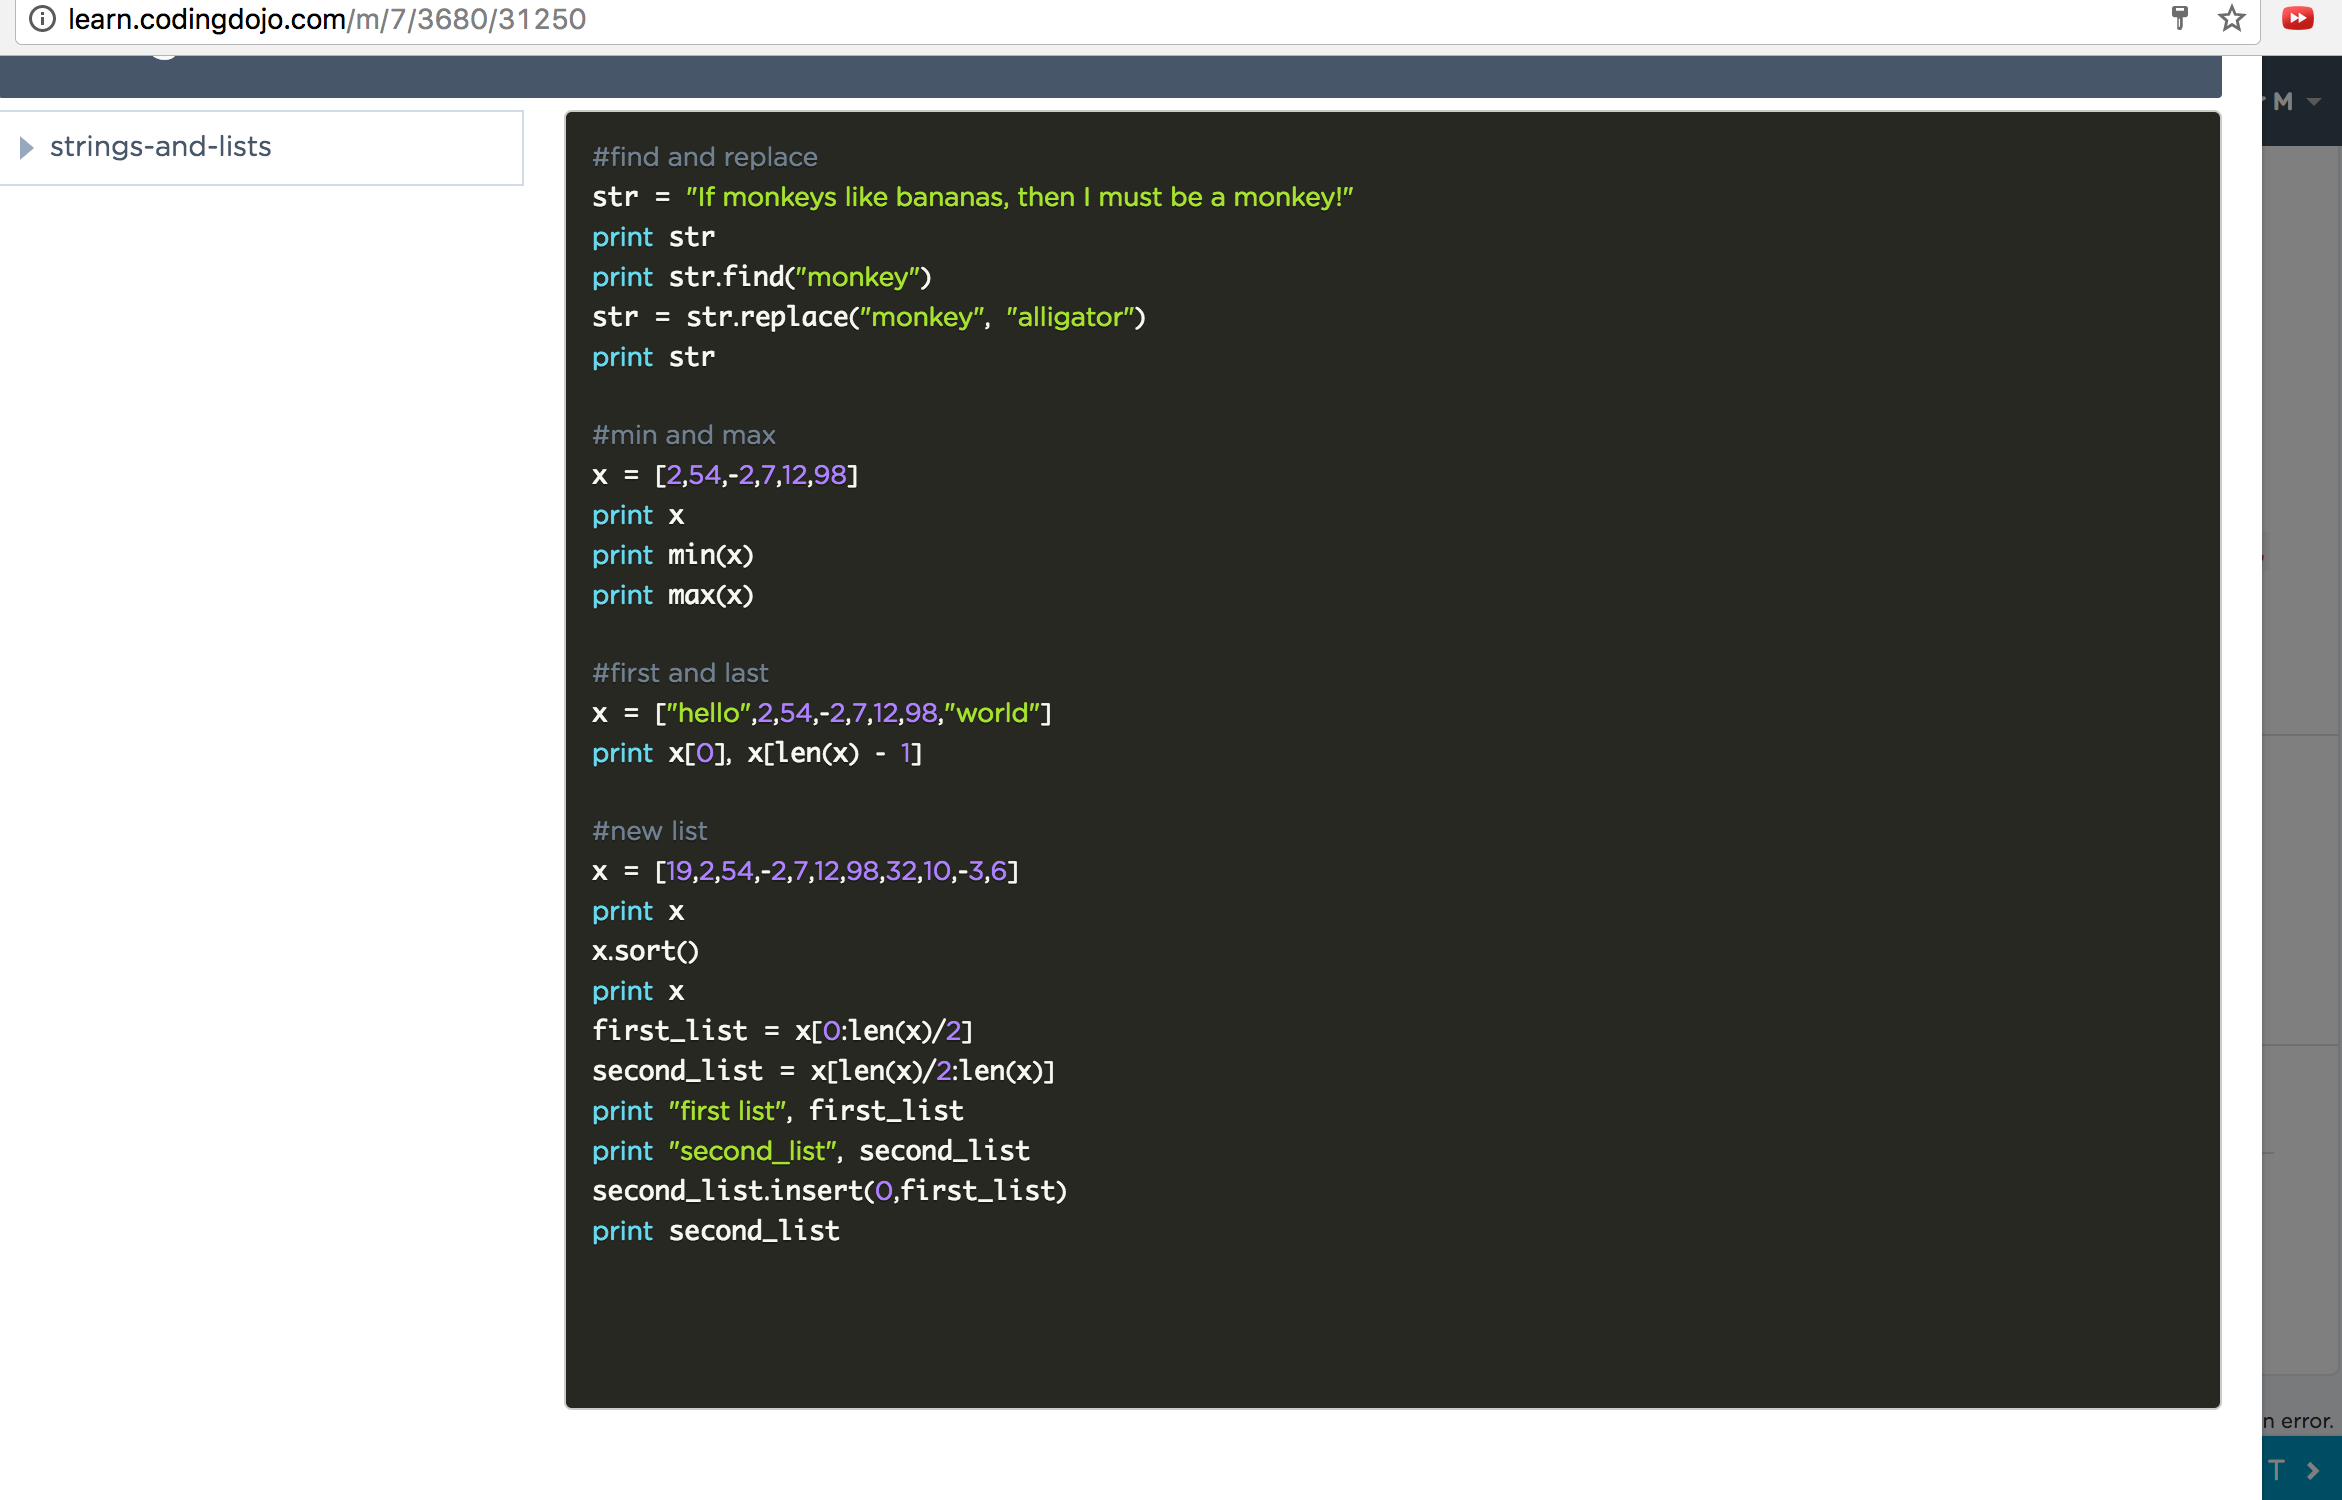 learn.codingdojo.com/m/7/3680/31250
M
strings-and-lists
#find and replace
str = "If monkeys like bananas, then I must be a monkey!"
print str
print str.find("monkey")
str = str.replace("monkey", "alligator")
print str
#min and max
x = [2,54,-2,7,12,98]
print x
print min(x)
print max(x)
#first and last
x = ["hello",2,54,-2,7,12,98,"world"]
print x[0], x[len(x) - 1]
#new list
x = [19,2,54,-2,7,12,98,32,10,-3,6]
print x
x.sort()
print x
first_list = x[0:len(x)/2]
second_list = x[len(x)/2:len(x)]
print "first list", first_list
print "second_list", second_list
second_list.insert(0,first_list)
print second_list
n error.
T